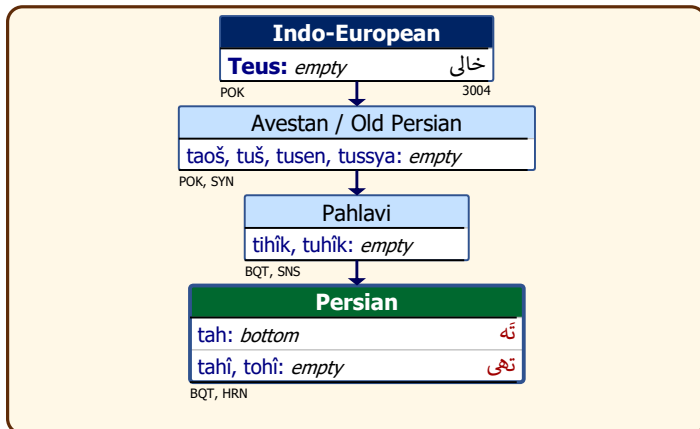 Indo-European
Teus: empty خالی
POK 3004
Avestan / Old Persian
taoš, tuš, tusen, tussya: empty
POK, SYN
Pahlavi
tihîk, tuhîk: empty
BQT, SNS
Persian
tah: bottom تَه
tahî, tohî: empty تهی
BQT, HRN